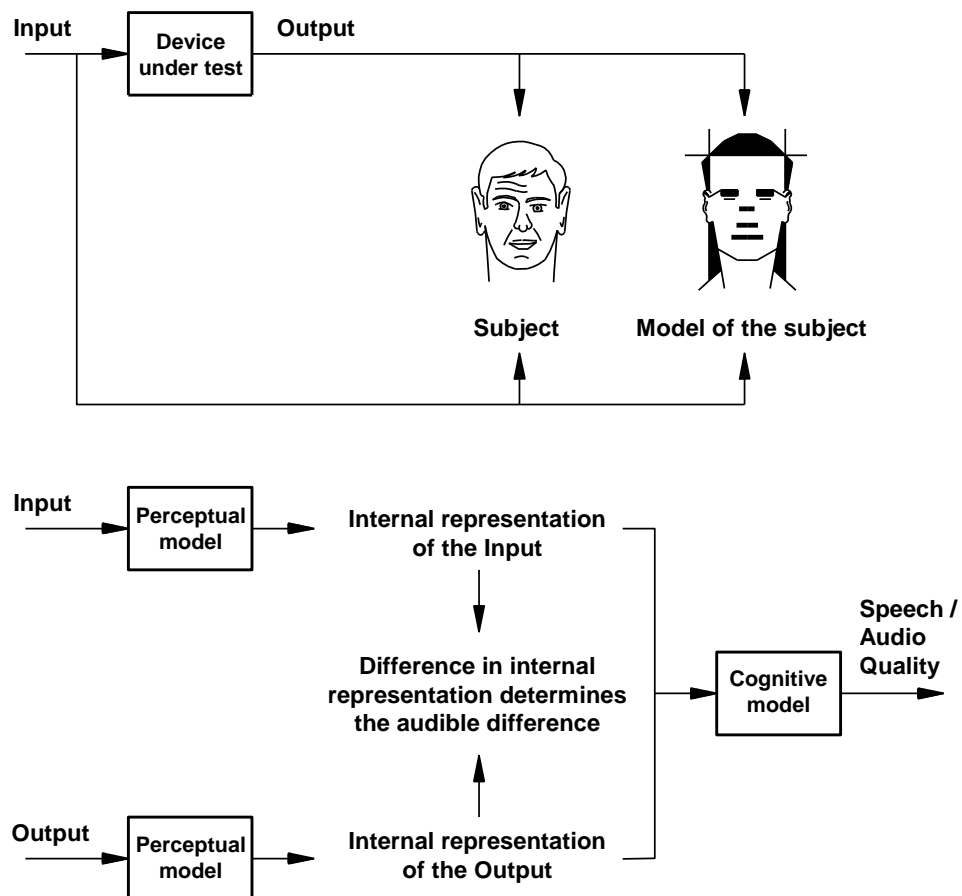 Input
Device
under test
Output
Subject
Model of the subject
Input
Perceptual
model
Internal representation
of the Input
Difference in internal
representation determines
the audible difference
Cognitive
model
Speech /
Audio
Quality
Output
Perceptual
model
Internal representation
of the Output